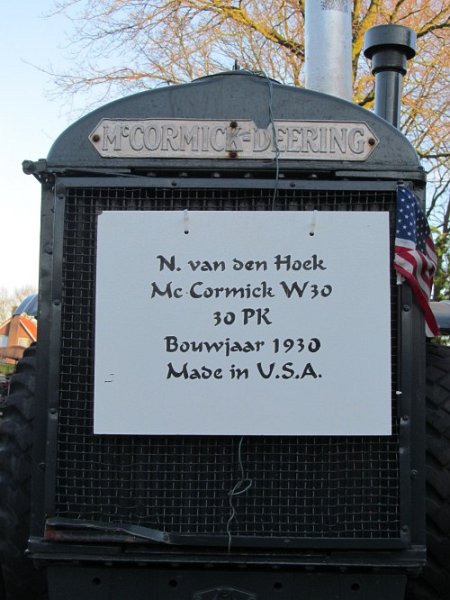 McCORMICK-DEERING
N. van den Hoek
Mc Cormick W30
30 PK
Bouwjaar 1930
Made in U.S.A.